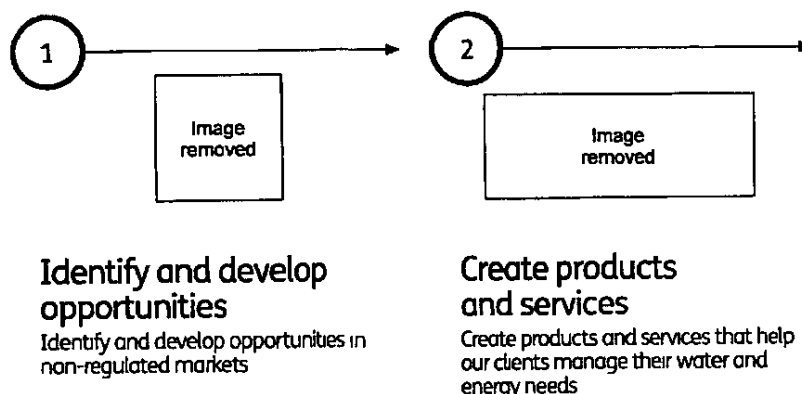 1
Image
removed
Identify and develop
opportunities
Identify and develop opportunities in
non-regulated markets
2
Image
removed
Create products
and services
Create products and services that help
our clients manage their water and
energy needs